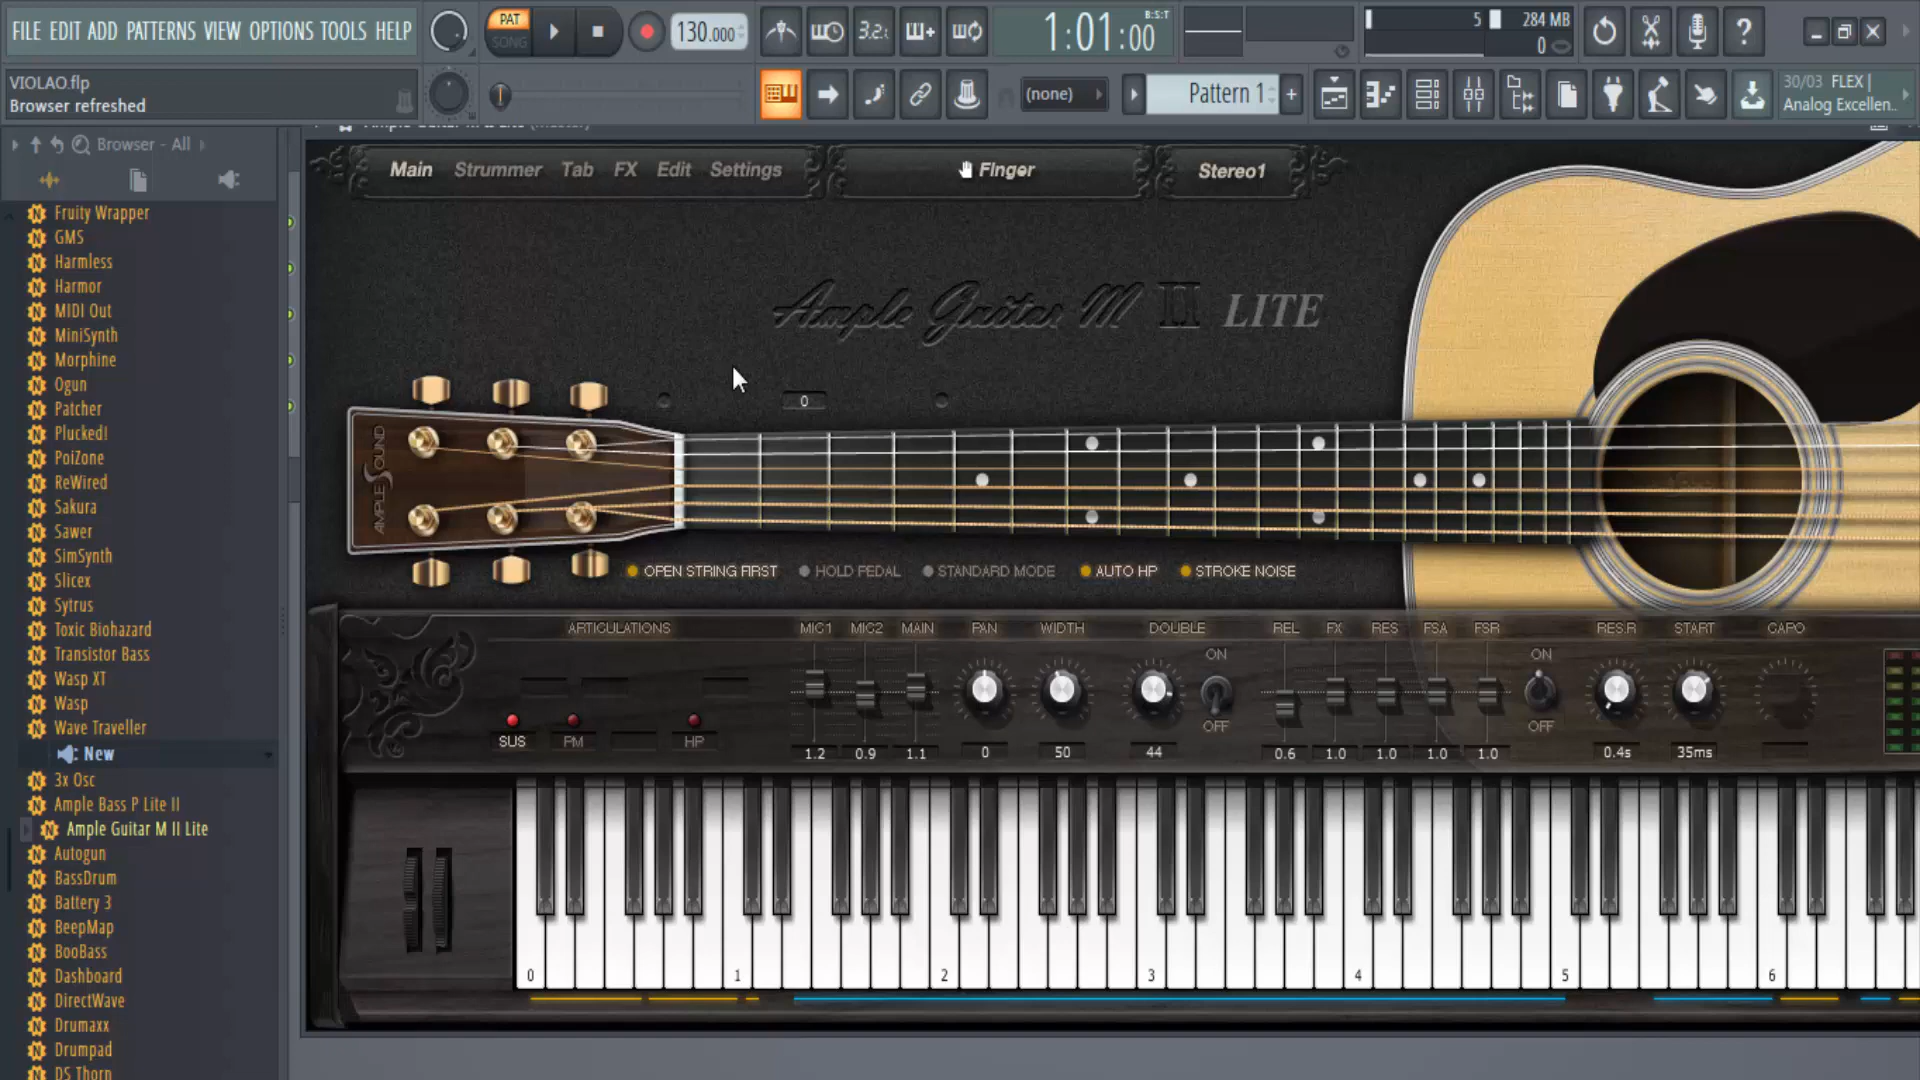 FILE EDIT ADD PATTERNS VIEW OPTIONS TOOLS HELP
PAT
SONG
130.000
3.2
1:01:00
B:S:T
5
284 MB
0
VIOLAO.flp
Browser refreshed
(none)
Pattern 1
+
30/03 FLEX |
Analog Excellen..
Browser - All
Fruity Wrapper
GMS
Harmless
Harmor
MIDI Out
MiniSynth
Morphine
Ogun
Patcher
Plucked!
PoiZone
ReWired
Sakura
Sawer
SimSynth
Slicex
Sytrus
Toxic Biohazard
Transistor Bass
Wasp XT
Wasp
Wave Traveller
New
3x Osc
Ample Bass P Lite II
Ample Guitar M II Lite
Autogun
BassDrum
Battery 3
BeepMap
BooBass
Dashboard
DirectWave
Drumaxx
Drumpad
DS Thorn
Main Strummer Tab FX Edit Settings
Finger
Stereo1
Ample Guitar M II LITE
0
AMPLE SOUND
OPEN STRING FIRST HOLD PEDAL STANDARD MODE AUTO HP STROKE NOISE
ARTICULATIONS MIC1 MIC2 MAIN PAN WIDTH DOUBLE REL FX RES FSA FSR RES.R START CAPO
ON ON
OFF OFF
SUS PM HP
1.2 0.9 1.1 0 50 44 0.6 1.0 1.0 1.0 1.0 0.4s 35ms
0 1 2 3 4 5 6